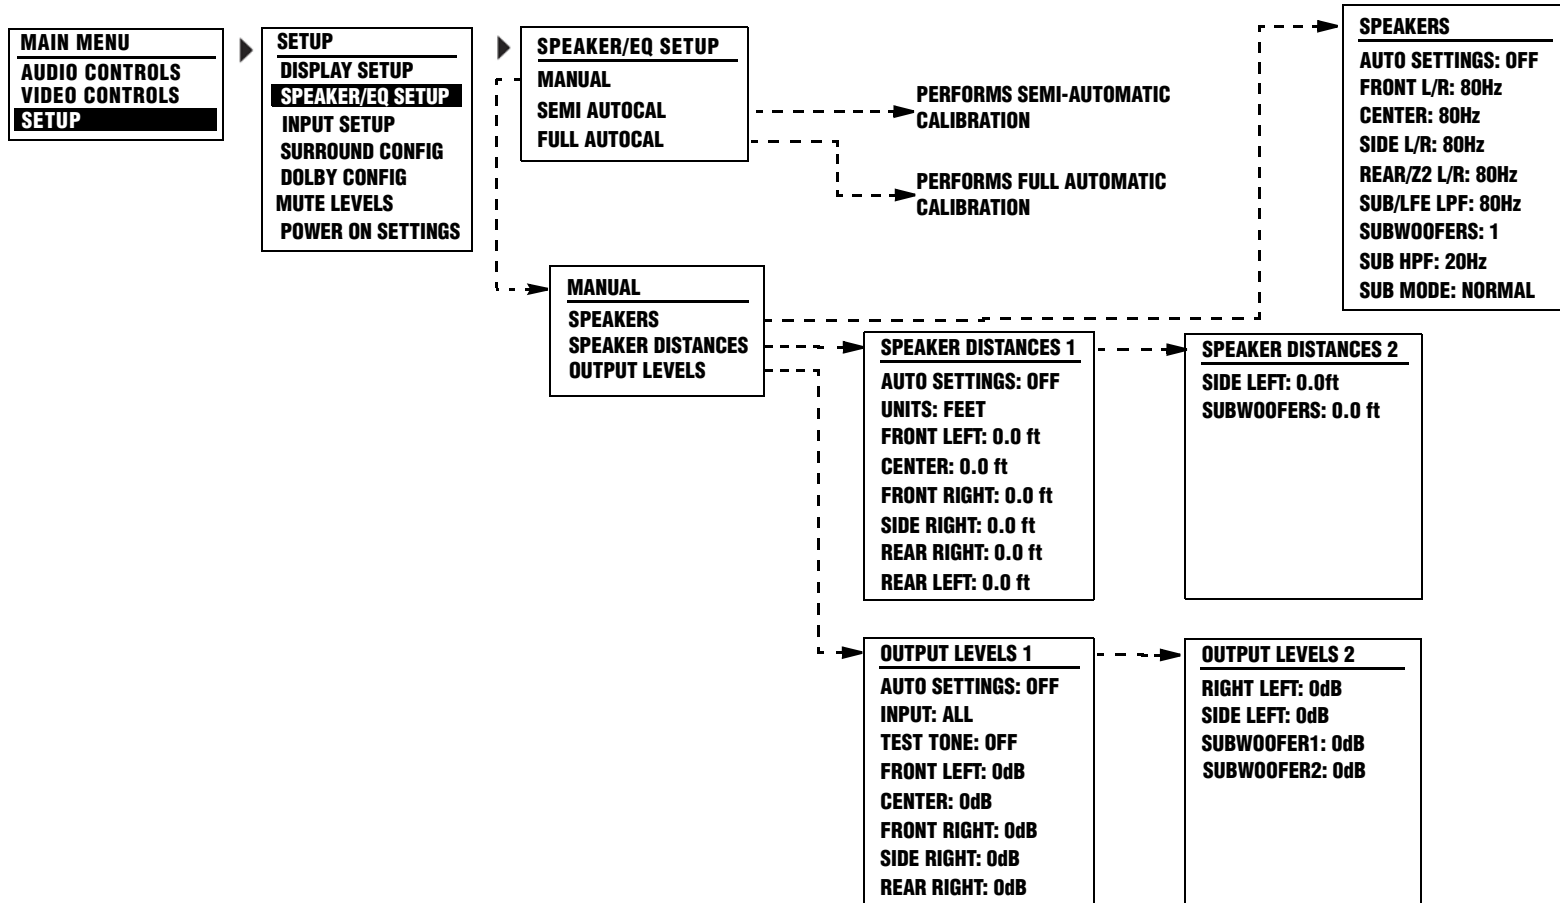 MAIN MENU
AUDIO CONTROLS
VIDEO CONTROLS
SETUP
SETUP
DISPLAY SETUP
SPEAKER/EQ SETUP
INPUT SETUP
SURROUND CONFIG
DOLBY CONFIG
MUTE LEVELS
POWER ON SETTINGS
SPEAKER/EQ SETUP
MANUAL
SEMI AUTOCAL
FULL AUTOCAL
PERFORMS SEMI-AUTOMATIC
CALIBRATION
PERFORMS FULL AUTOMATIC
CALIBRATION
SPEAKERS
AUTO SETTINGS: OFF
FRONT L/R: 80Hz
CENTER: 80Hz
SIDE L/R: 80Hz
REAR/Z2 L/R: 80Hz
SUB/LFE LPF: 80Hz
SUBWOOFERS: 1
SUB HPF: 20Hz
SUB MODE: NORMAL
MANUAL
SPEAKERS
SPEAKER DISTANCES
OUTPUT LEVELS
SPEAKER DISTANCES 1
AUTO SETTINGS: OFF
UNITS: FEET
FRONT LEFT: 0.0 ft
CENTER: 0.0 ft
FRONT RIGHT: 0.0 ft
SIDE RIGHT: 0.0 ft
REAR RIGHT: 0.0 ft
REAR LEFT: 0.0 ft
SPEAKER DISTANCES 2
SIDE LEFT: 0.0ft
SUBWOOFERS: 0.0 ft
OUTPUT LEVELS 1
AUTO SETTINGS: OFF
INPUT: ALL
TEST TONE: OFF
FRONT LEFT: 0dB
CENTER: 0dB
FRONT RIGHT: 0dB
SIDE RIGHT: 0dB
REAR RIGHT: 0dB
OUTPUT LEVELS 2
RIGHT LEFT: 0dB
SIDE LEFT: 0dB
SUBWOOFER1: 0dB
SUBWOOFER2: 0dB